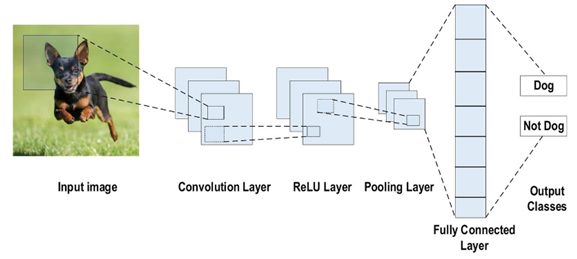 Dog
Not Dog
Input image
Convolution Layer
ReLU Layer
Pooling Layer
Output
Classes
Fully Connected
Layer